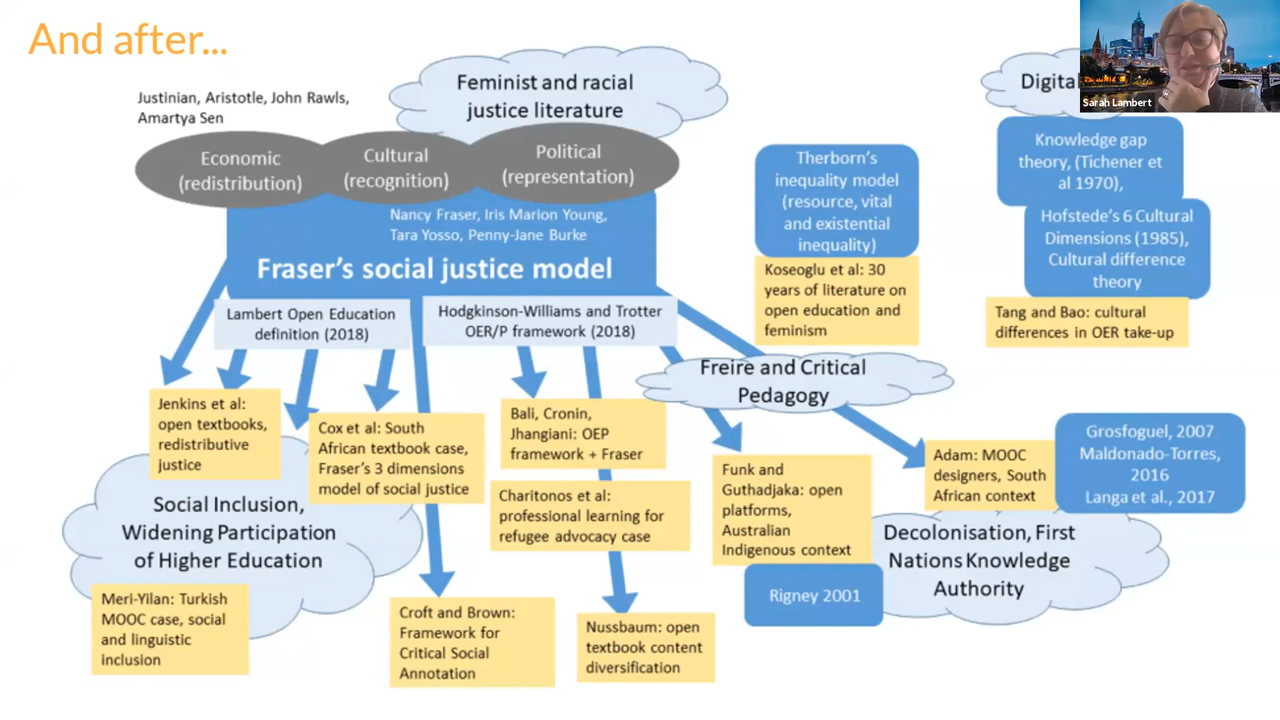 And after...
Sarah Lambert
Justinian, Aristotle, John Rawls,
Amartya Sen
Feminist and racial
justice literature
Digital
Economic
(redistribution)
Cultural
(recognition)
Political
(representation)
Nancy Fraser, Iris Marion Young,
Tara Yosso, Penny-Jane Burke
Fraser's social justice model
Therborn's
inequality model
(resource, vital
and existential
inequality)
Koseoglu et al: 30
years of literature on
open education and
feminism
Knowledge gap
theory, (Tichener et
al 1970),
Hofstede's 6 Cultural
Dimensions (1985),
Cultural difference
theory
Tang and Bao: cultural
differences in OER take-up
Lambert Open Education
definition (2018)
Hodgkinson-Williams and Trotter
OER/P framework (2018)
Freire and Critical
Pedagogy
Jenkins et al:
open textbooks,
redistributive
justice
Cox et al: South
African textbook case,
Fraser's 3 dimensions
model of social justice
Bali, Cronin,
Jhangiani: OEP
framework + Fraser
Charitonos et al:
professional learning for
refugee advocacy case
Funk and
Guthadjaka: open
platforms,
Australian
Indigenous context
Adam: MOOC
designers, South
African context
Grosfoguel, 2007
Maldonado-Torres,
2016
Langa et al., 2017
Social Inclusion,
Widening Participation
of Higher Education
Decolonisation, First
Nations Knowledge
Authority
Rigney 2001
Meri-Yilan: Turkish
MOOC case, social
and linguistic
inclusion
Croft and Brown:
Framework for
Critical Social
Annotation
Nussbaum: open
textbook content
diversification